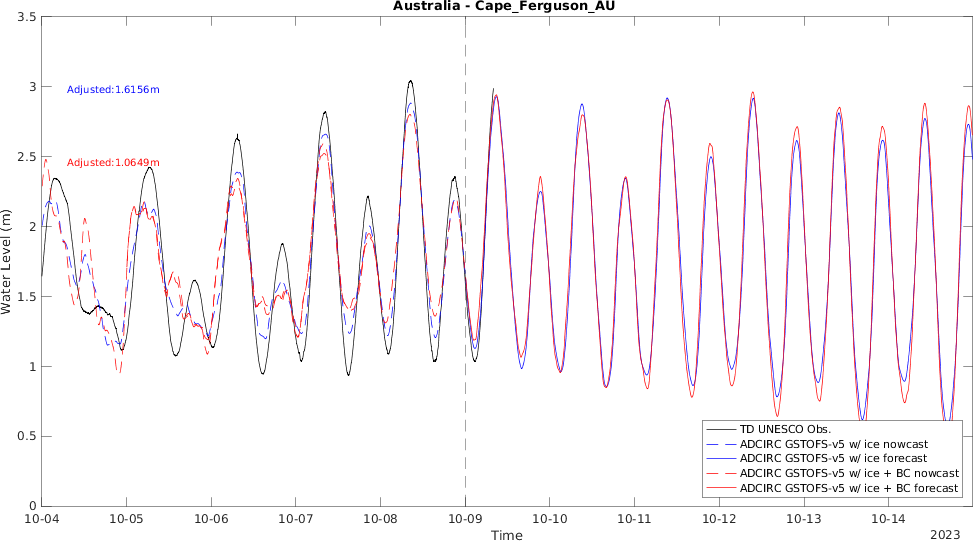 Australia - Cape_Ferguson_AU
3.5
3
2.5
2
1.5
1
0.5
0
Water Level (m)
Adjusted:1.6156m
Adjusted:1.0649m
TD UNESCO Obs.
ADCIRC GSTOFS-v5 w/ ice nowcast
ADCIRC GSTOFS-v5 w/ ice forecast
ADCIRC GSTOFS-v5 w/ ice + BC nowcast
ADCIRC GSTOFS-v5 w/ ice + BC forecast
10-04 10-05 10-06 10-07 10-08 10-09 10-10 10-11 10-12 10-13 10-14
Time
2023